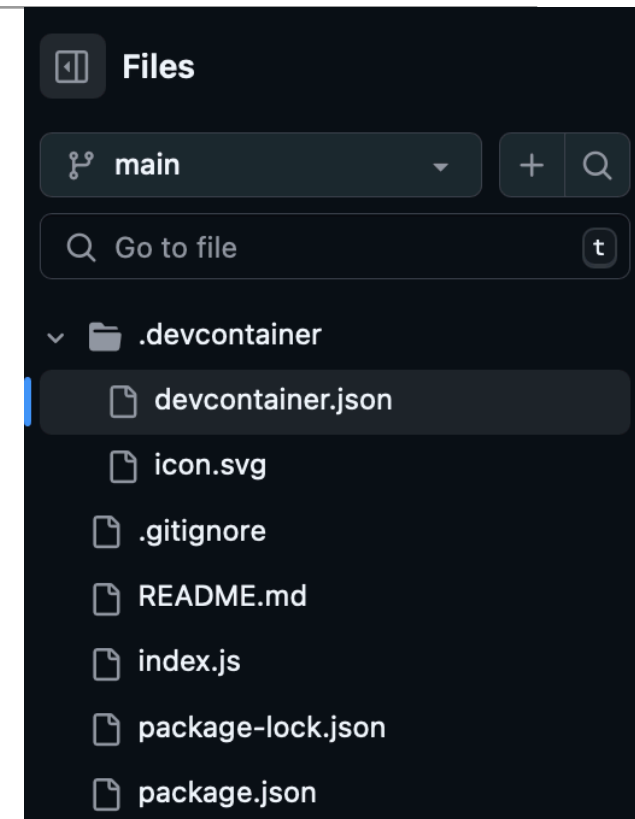 Files
main
Go to file
t
.devcontainer
devcontainer.json
icon.svg
.gitignore
README.md
index.js
package-lock.json
package.json